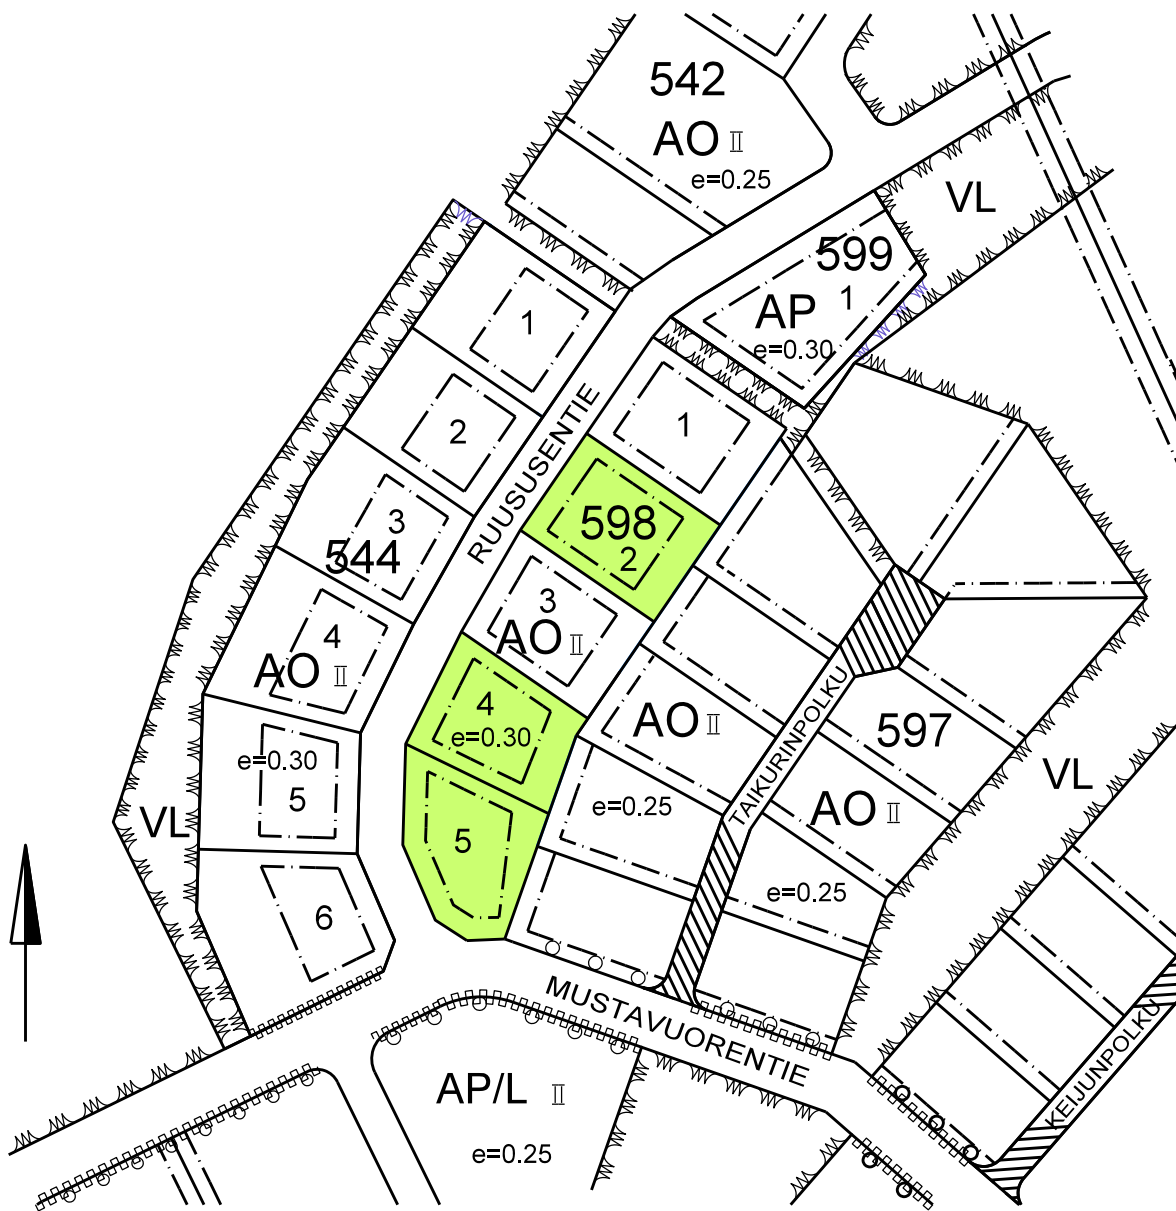 542
AO II
e=0.25
VL
599
1
AP
e=0.30
1
2
3
544
4
AO II
e=0.30
5
6
VL
RUUSUSENTIE
1
598
2
3
AO II
4
e=0.30
5
AO II
e=0.25
TAIKURINPOLKU
597
AO II
e=0.25
VL
MUSTAVUORENTIE
KEIJUNPOLKU
AP/L II
e=0.25